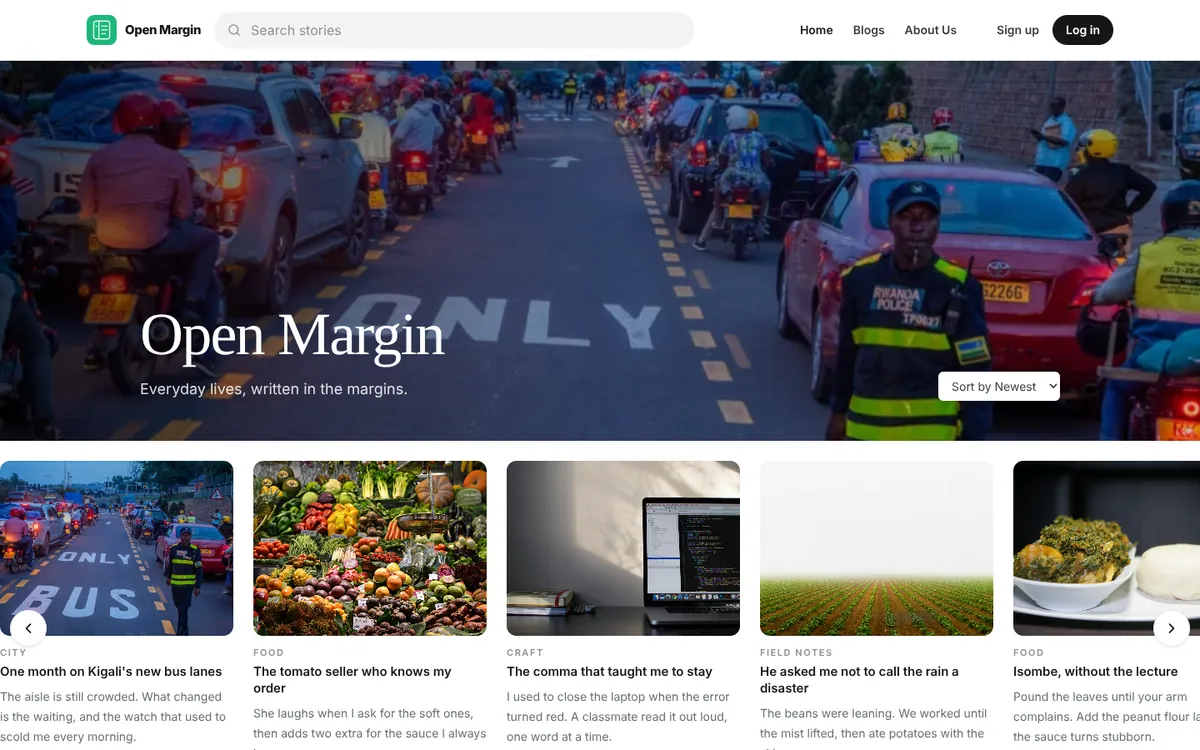 Open Margin
Search stories
Home
Blogs
About Us
Sign up
Log in
ONLY
RWANDA
POLICE
TP0027
G226G
Open Margin
Everyday lives, written in the margins.
Sort by Newest
ONLY
BUS
CITY
One month on Kigali's new bus lanes
The aisle is still crowded. What changed
is the waiting, and the watch that used to
scold me every morning.
FOOD
The tomato seller who knows my
order
She laughs when I ask for the soft ones,
then adds two extra for the sauce I always
CRAFT
The comma that taught me to stay
I used to close the laptop when the error
turned red. A classmate read it out loud,
one word at a time.
FIELD NOTES
He asked me not to call the rain a
disaster
The beans were leaning. We worked until
the mist lifted, then ate potatoes with the
FOOD
Isombe, without the lecture
Pound the leaves until your arm
complains. Add the peanut flour
the sauce turns stubborn.